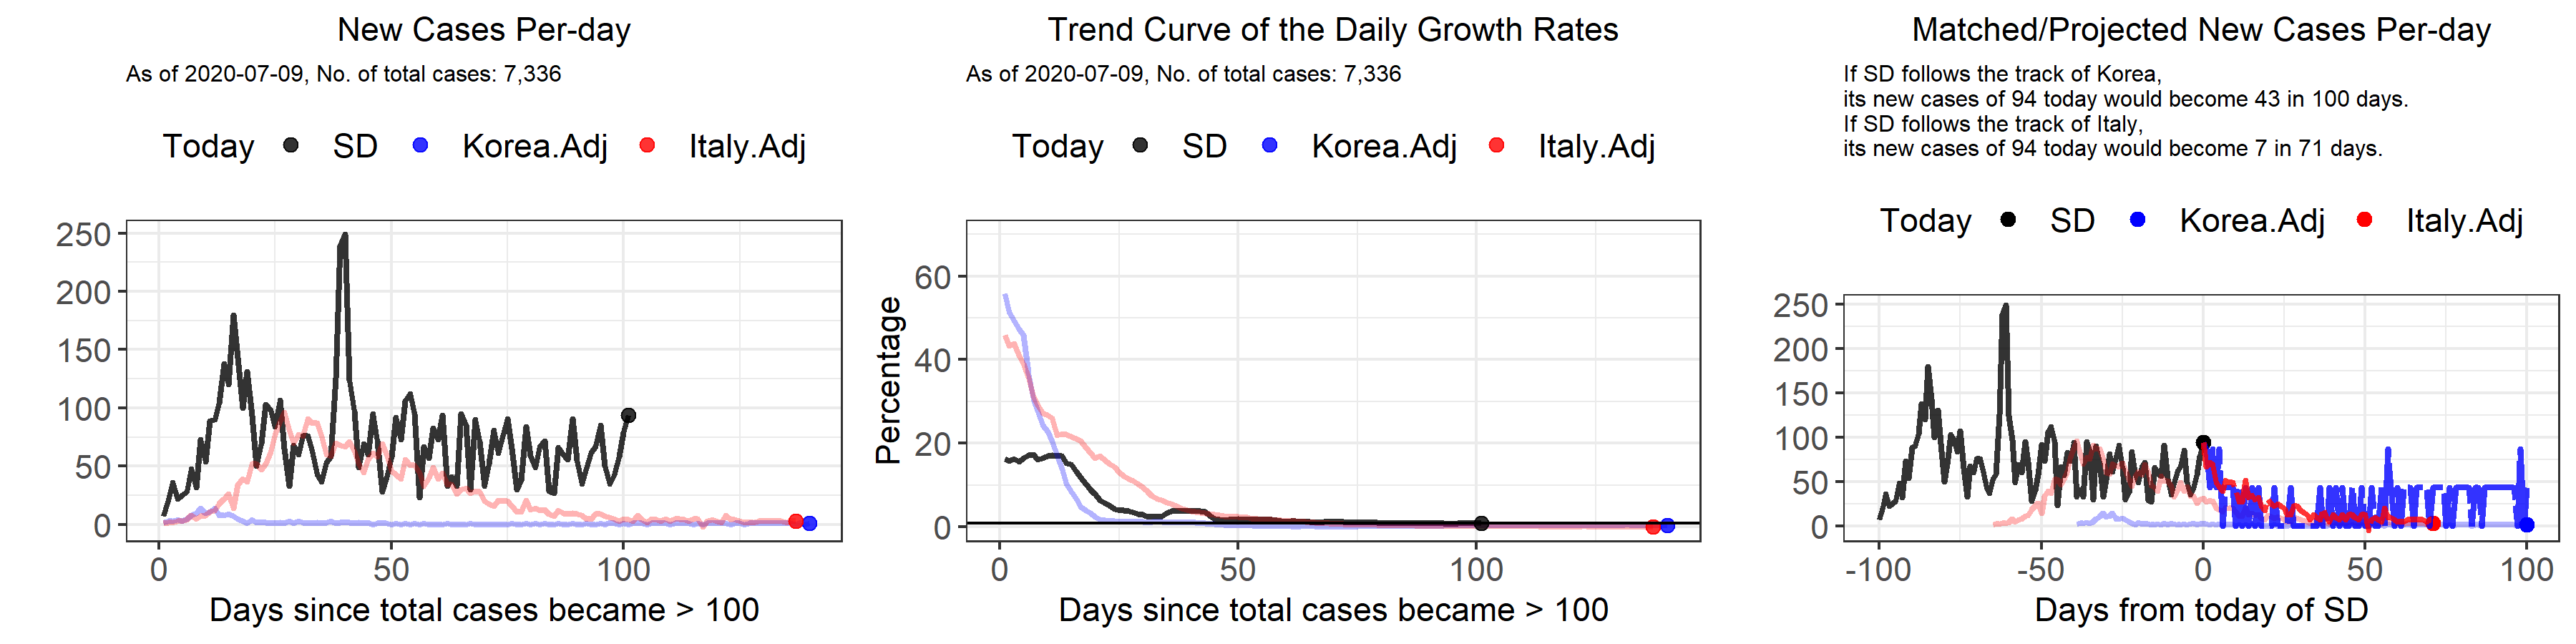 New Cases Per-day
As of 2020-07-09, No. of total cases: 7,336
Today SD Korea.Adj Italy.Adj
250
200
150
100
50
0
0 50 100
Days since total cases became > 100
Trend Curve of the Daily Growth Rates
As of 2020-07-09, No. of total cases: 7,336
Today SD Korea.Adj Italy.Adj
Percentage
60
40
20
0
0 50 100
Days since total cases became > 100
Matched/Projected New Cases Per-day
If SD follows the track of Korea,
its new cases of 94 today would become 43 in 100 days.
If SD follows the track of Italy,
its new cases of 94 today would become 7 in 71 days.
Today SD Korea.Adj Italy.Adj
250
200
150
100
50
0
-100 -50 0 50 100
Days from today of SD